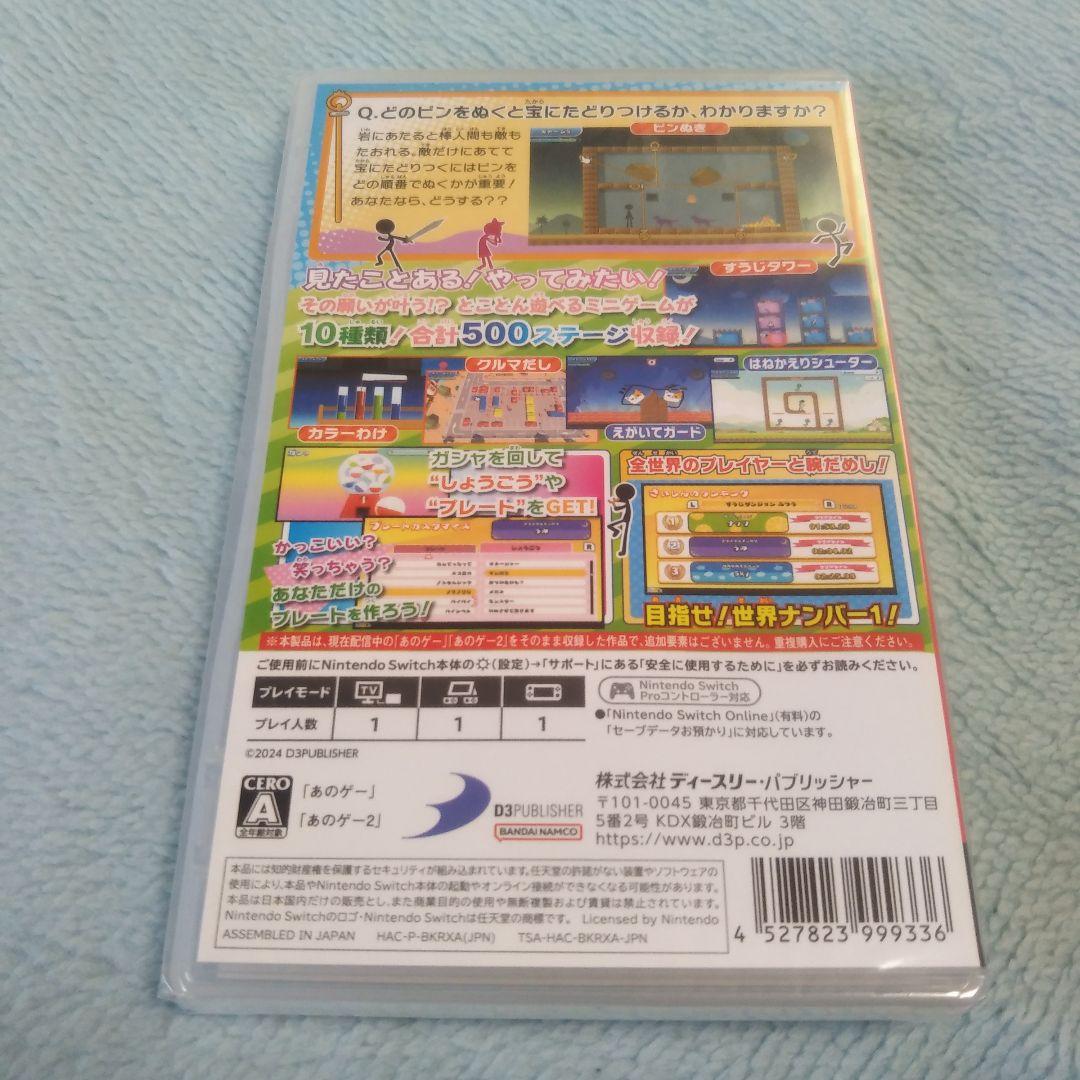 Q.どのピンをぬくと宝にたどりつけるか、わかりますか？
岩にあたると棒人間も敵も
たおれる。敵だけにあてて
宝にたどりつくにはピンを
どの順番でぬくかが重要！
あなたなら、どうする？？
ピンぬき
見たことある！やってみたい！
その願いが叶う!? とことん遊べるミニゲームが
10種類！合計500ステージ収録！
すうじタワー
カラーわけ
クルマだし
えがいてガード
はねかえりシューター
ガシャを回して
“しょうごう”や
“プレート”をGET!
プレートカスタマイズ
かっこいい？
笑っちゃう？
あなただけの
プレートを作ろう！
全世界のプレイヤーと腕だめし！
L
R
目指せ！世界ナンバー1！
※本製品は、現在配信中の「あのゲー」「あのゲー2」をそのまま収録した作品で、追加要素はございません。重複購入にご注意ください。
ご使用前にNintendo Switch本体の(設定)→「サポート」にある「安全に使用するために」を必ずお読みください。
プレイモード
TV
プレイ人数
1
1
1
Nintendo Switch
Proコントローラー対応
●「Nintendo Switch Online」(有料)の
「セーブデータお預かり」に対応しています。
©2024 D3PUBLISHER
CERO
A
全年齢対象
「あのゲー」
「あのゲー2」
D3PUBLISHER
BANDAI NAMCO
株式会社 ディースリー・パブリッシャー
〒101-0045 東京都千代田区神田鍛冶町三丁目
5番2号 KDX鍛冶町ビル 3階
https://www.d3p.co.jp
本品には知的財産権を保護するセキュリティが組み込まれています。任天堂の許諾がない装置やソフトウェアの
使用により、本品やNintendo Switch本体の起動やオンライン接続ができなくなる可能性があります。
本品は日本国内だけの販売とし、また商業目的の使用や無断複製および賃貸は禁止されています。
Nintendo Switchのロゴ・Nintendo Switchは任天堂の商標です。 Licensed by Nintendo
ASSEMBLED IN JAPAN HAC-P-BKRXA(JPN) TSA-HAC-BKRXA-JPN
4 527823 999336